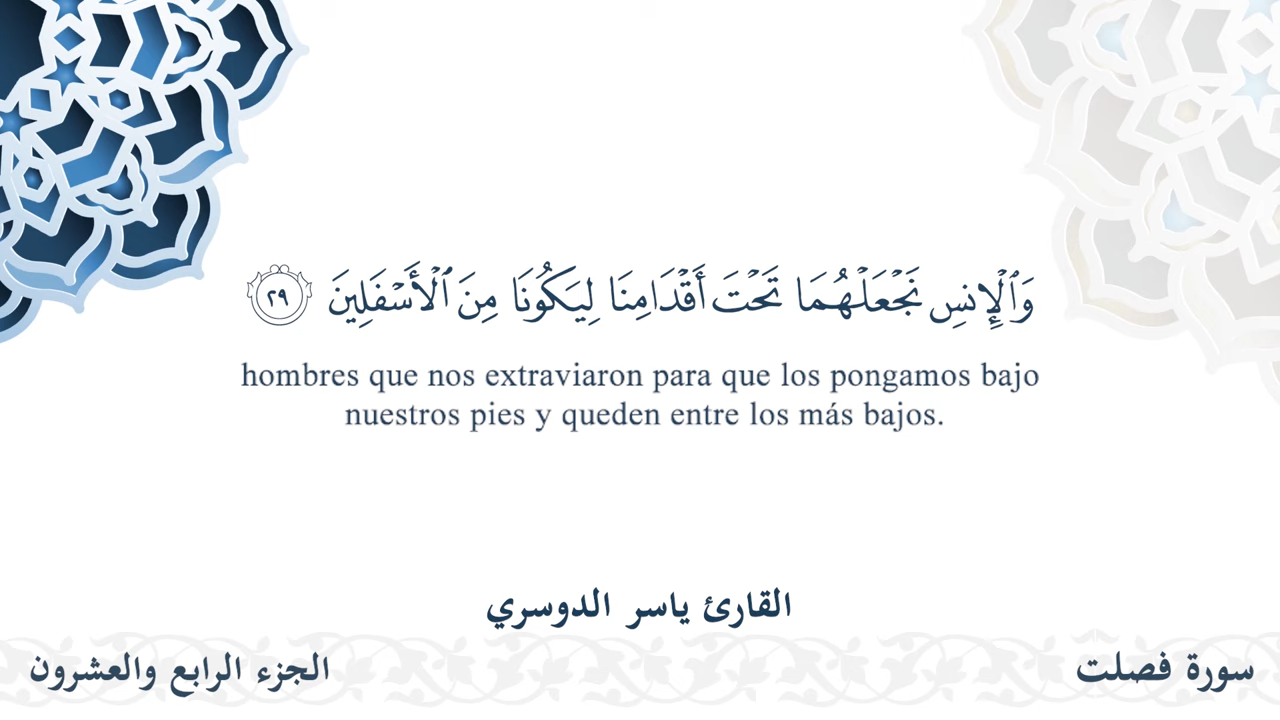 وَٱلْإِنسِ نَجْعَلْهُمَا تَحْتَ أَقْدَامِنَا لِيَكُونَا مِنَ ٱلْأَسْفَلِينَ ٢٩
hombres que nos extraviaron para que los pongamos bajo
nuestros pies y queden entre los más bajos.
القارئ ياسر الدوسري
سورة فصلت
الجزء الرابع والعشرون